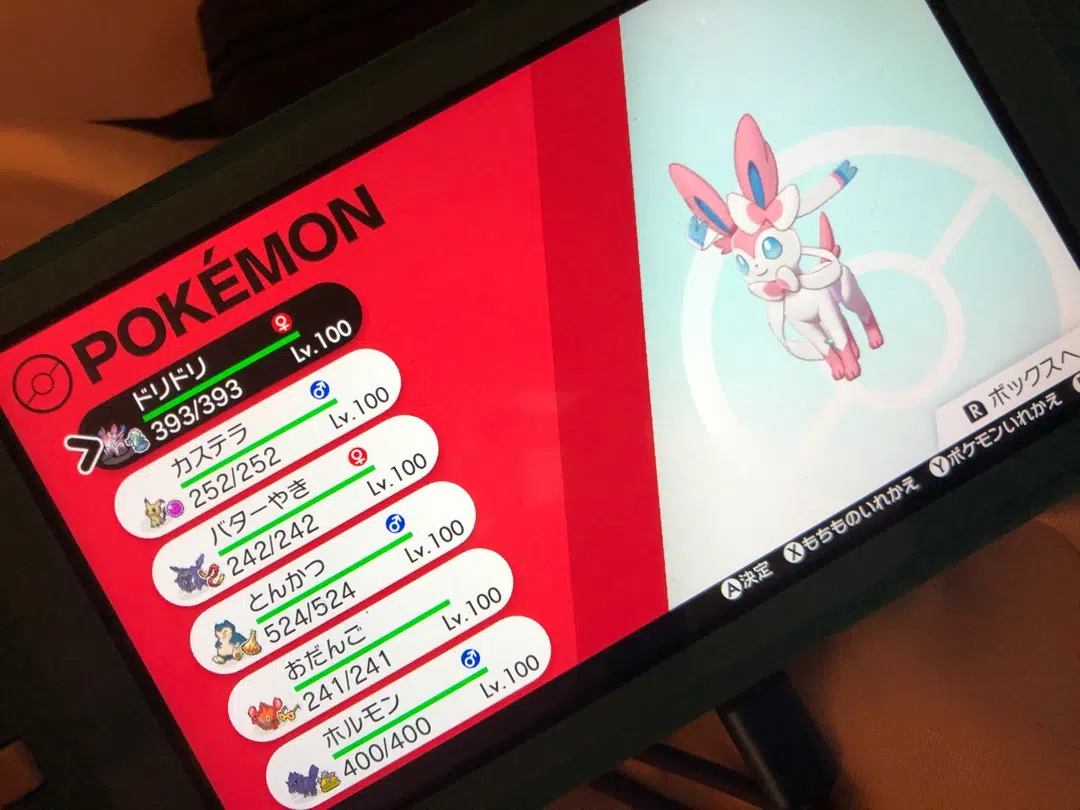 POKÉMON
ドリドリ ♀
393/393 Lv.100
カステラ ♂
252/252 Lv.100
バターやき ♀
242/242 Lv.100
とんかつ ♂
524/524 Lv.100
おだんご
241/241 Lv.100
ホルモン ♂
400/400 Lv.100
R ボックスへ
A 決定 X もちものいれかえ Y ポケモンいれかえ